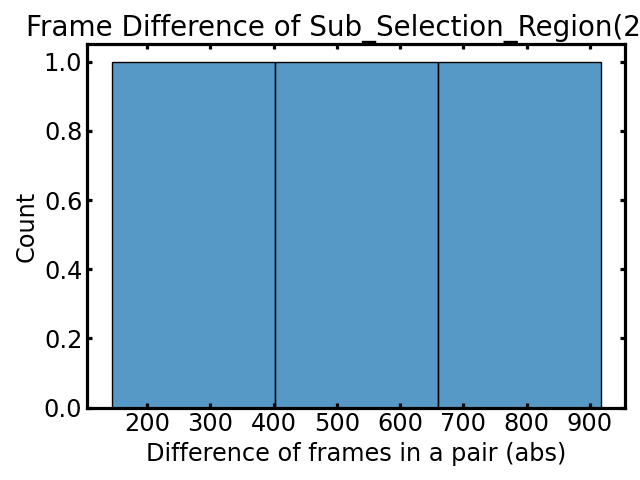 Frame Difference of Sub_Selection_Region(2
1.0
0.8
0.6
0.4
0.2
0.0
Count
200 300 400 500 600 700 800 900
Difference of frames in a pair (abs)